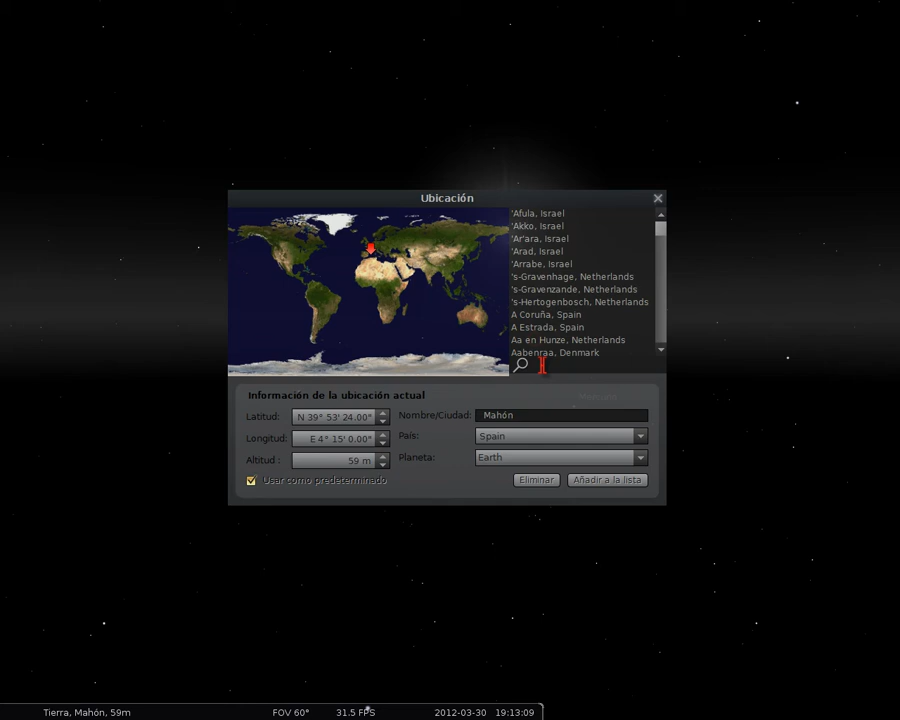 Ubicación
'Afula, Israel
'Akko, Israel
'Ar'ara, Israel
'Arad, Israel
'Arrabe, Israel
's-Gravenhage, Netherlands
's-Gravenzande, Netherlands
's-Hertogenbosch, Netherlands
A Coruña, Spain
A Estrada, Spain
Aa en Hunze, Netherlands
Aabenraa, Denmark
Información de la ubicación actual
Latitud: N 39° 53' 24.00"
Nombre/Ciudad: Mahón
Longitud: E 4° 15' 0.00"
País: Spain
Altitud : 59 m
Planeta: Earth
Usar como predeterminado
Eliminar
Añadir a la lista
Tierra, Mahón, 59m FOV 60° 31.5 FPS 2012-03-30 19:13:09